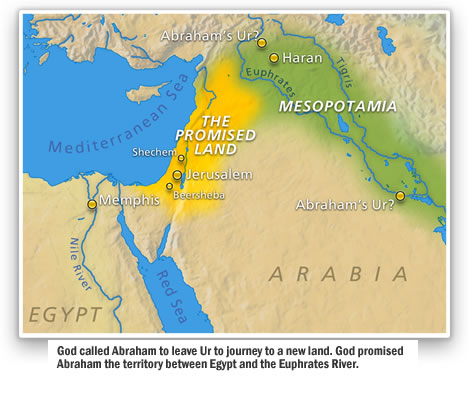 Abraham's Ur?
Haran
Euphrates
Tigris
MESOPOTAMIA
Mediterranean Sea
THE
PROMISED
LAND
Shechem
Jerusalem
Beersheba
Memphis
Abraham's Ur?
Nile River
Red Sea
ARABIA
EGYPT
God called Abraham to leave Ur to journey to a new land. God promised
Abraham the territory between Egypt and the Euphrates River.